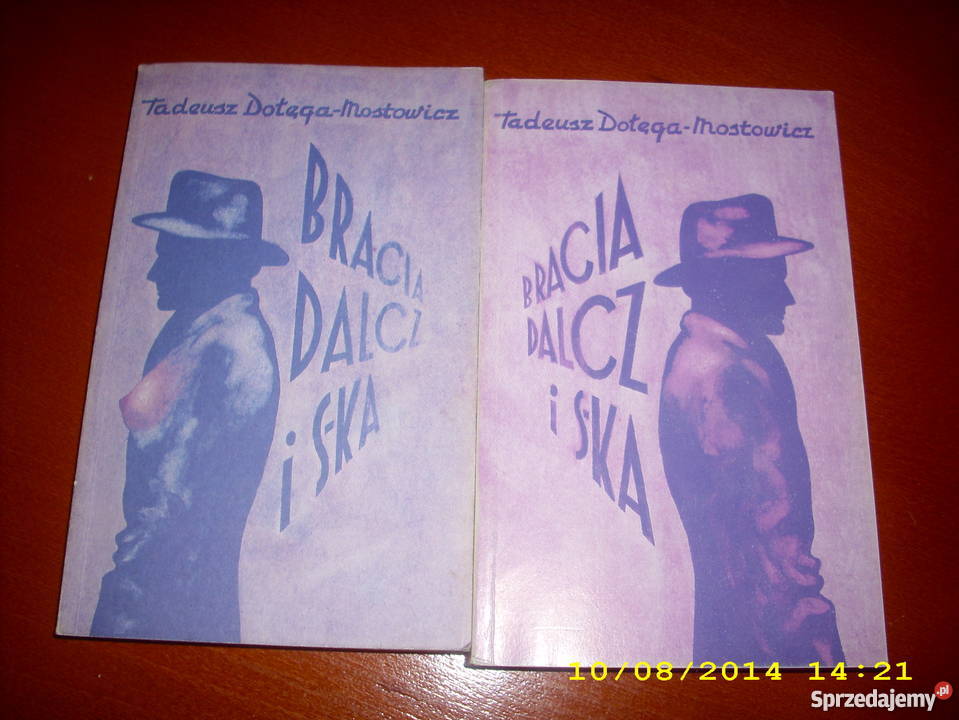 Tadeusz Dołęga-Mostowicz
BRACIA
DALCZ
i S-KA
Tadeusz Dołęga-Mostowicz
BRACIA
DALCZ
i S-KA
10/08/2014 14:21
Sprzedajemy.pl